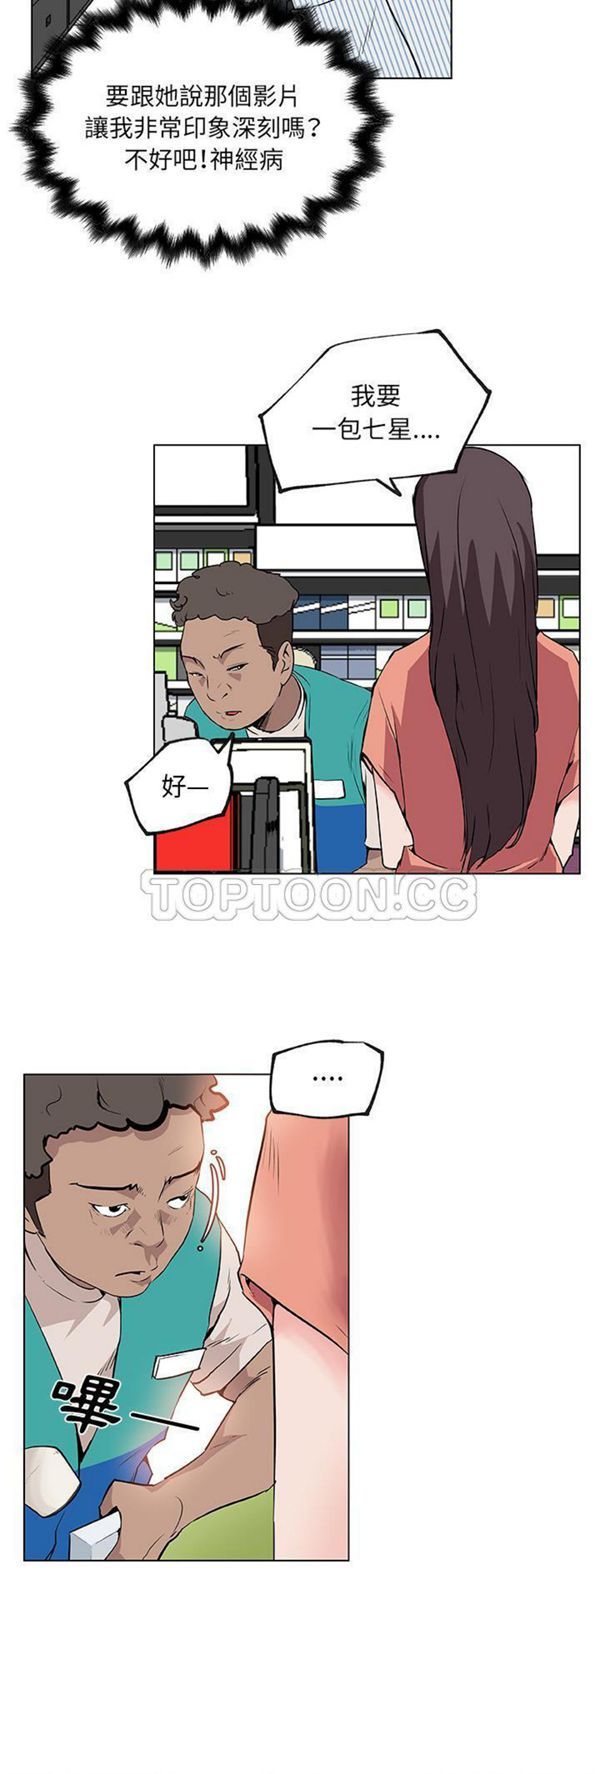 要跟她說那個影片
讓我非常印象深刻嗎？
不好吧！神經病
我要
一包七星....
好—
TOPTOON.CC
....
嗶—